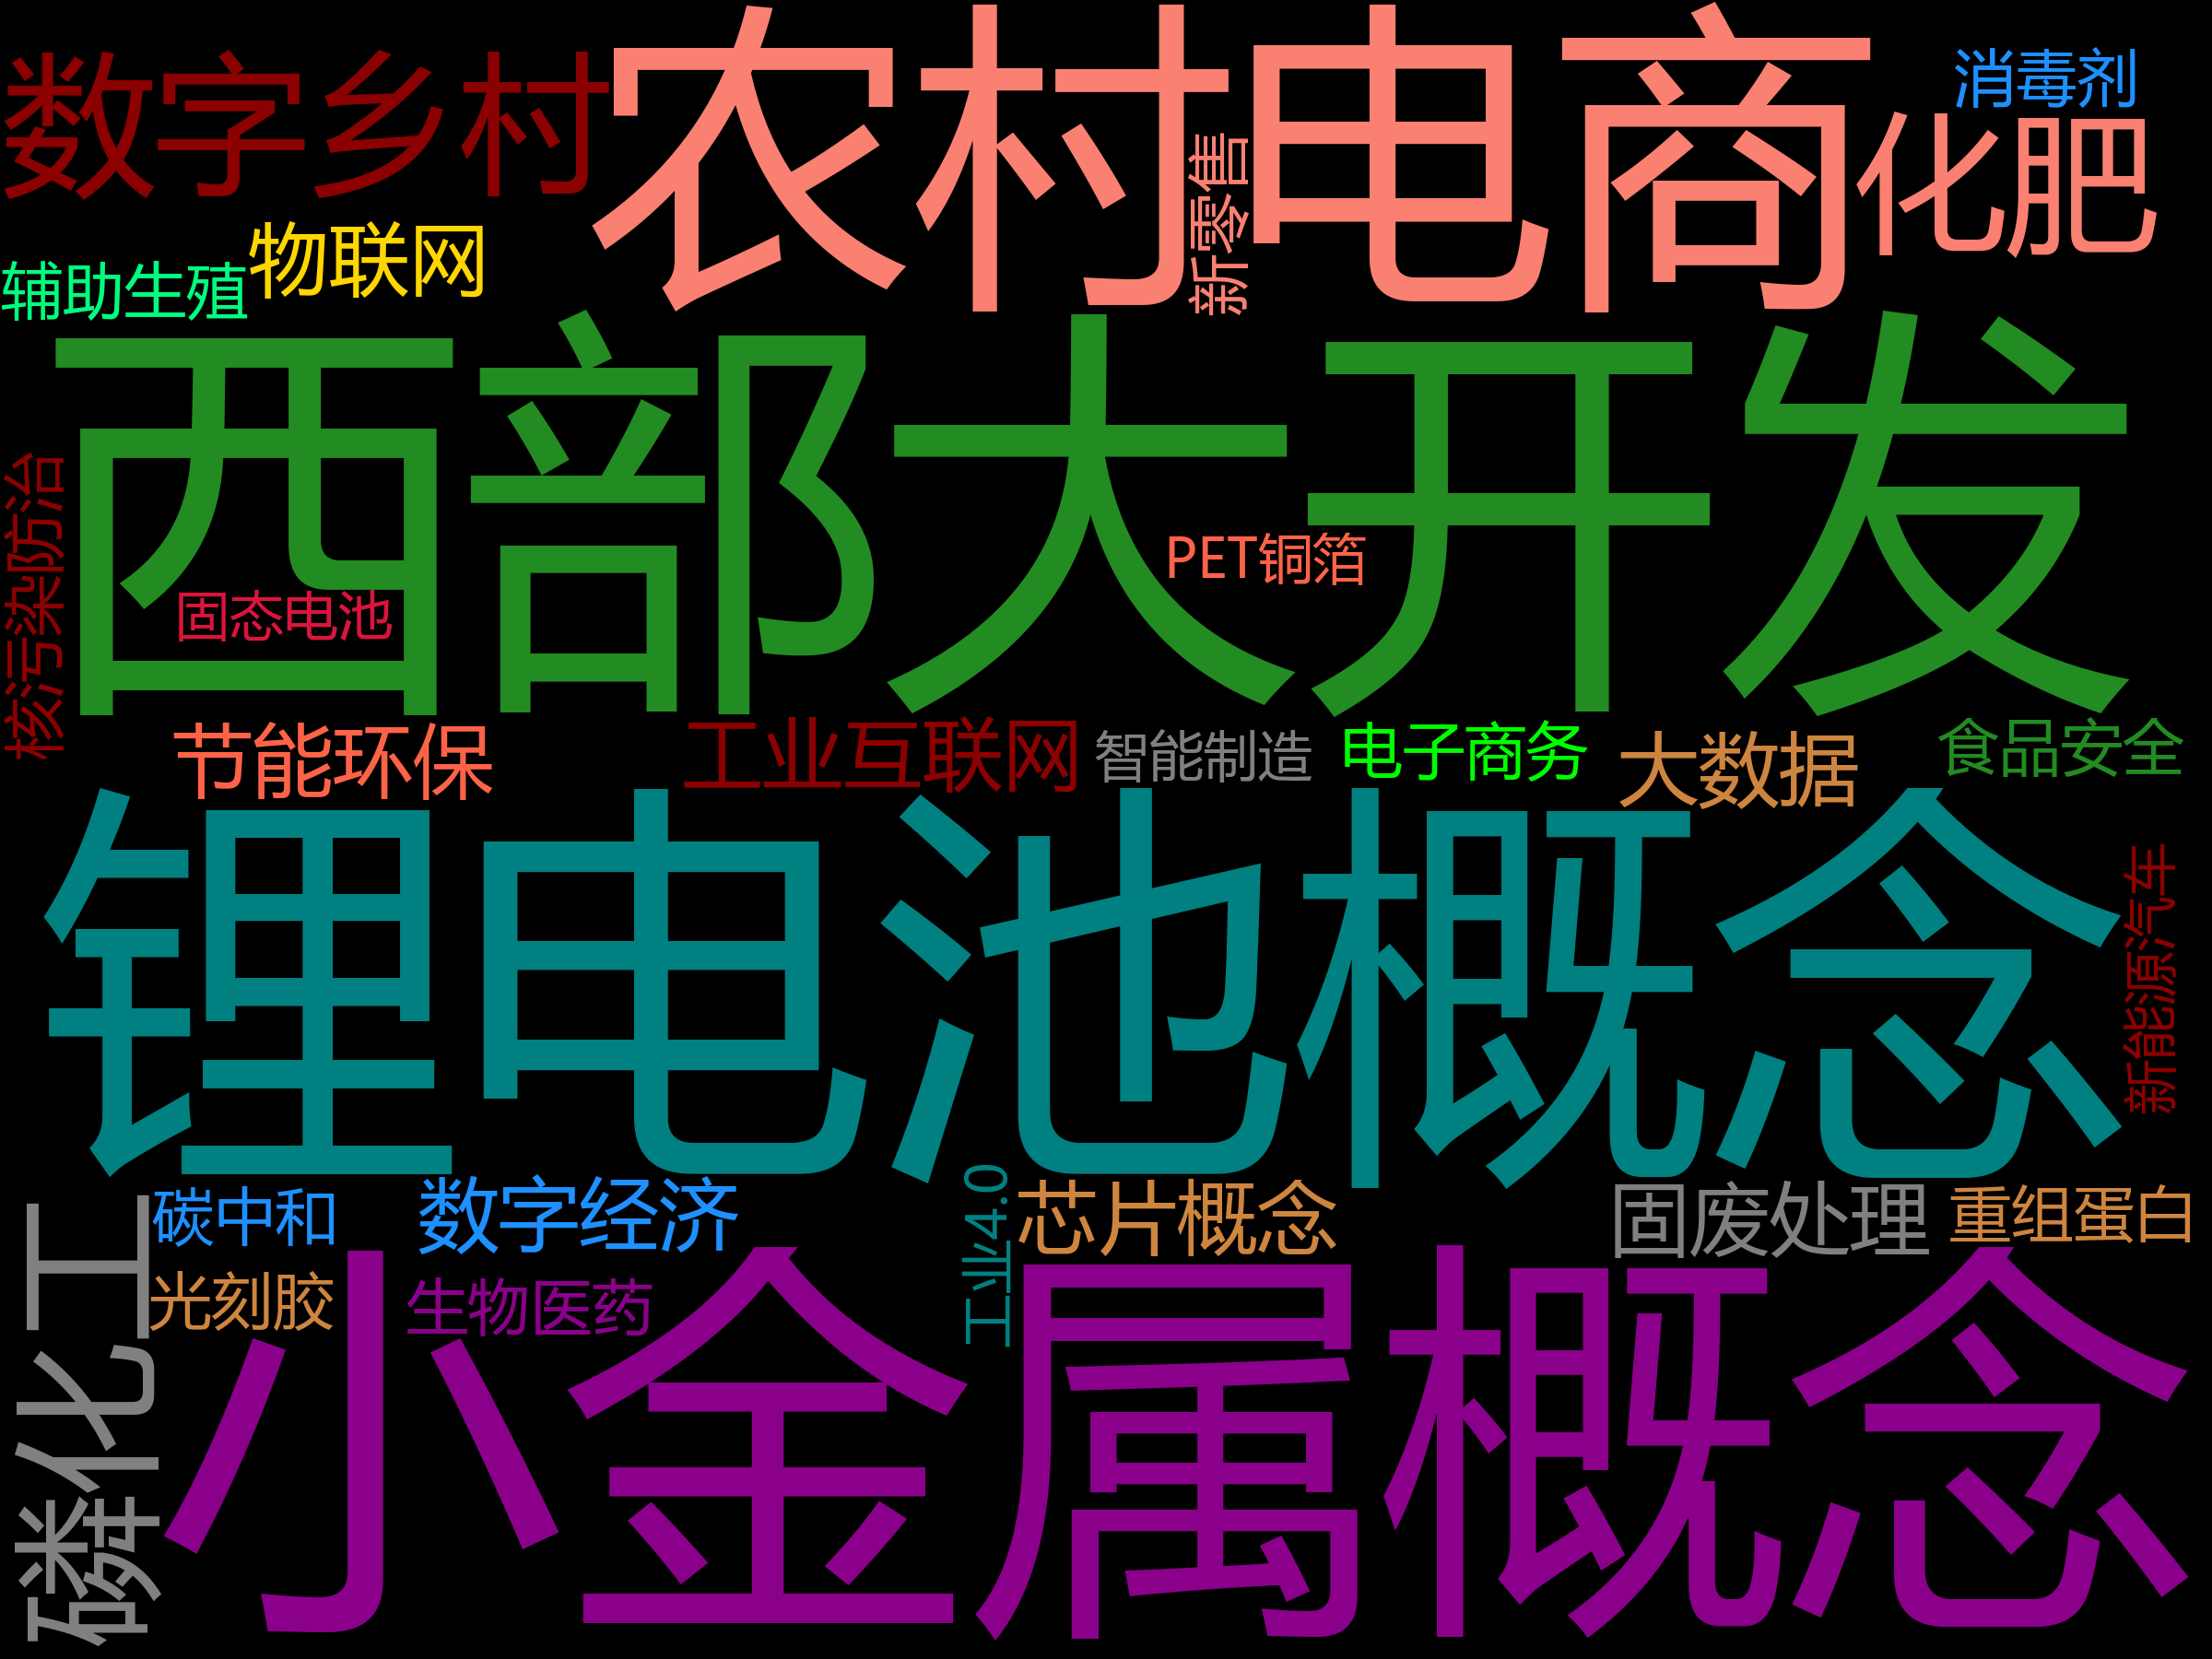 数字乡村
农村电商
消毒剂
化肥
新零售
物联网
辅助生殖
西部大开发
核污染防治
固态电池
PET铜箔
节能环保
工业互联网
智能制造
电子商务
大数据
食品安全
锂电池概念
新能源汽车
碳中和
数字经济
工业4.0
芯片概念
固废处理
重组蛋白
光刻胶
生物医药
磷化工
小金属概念